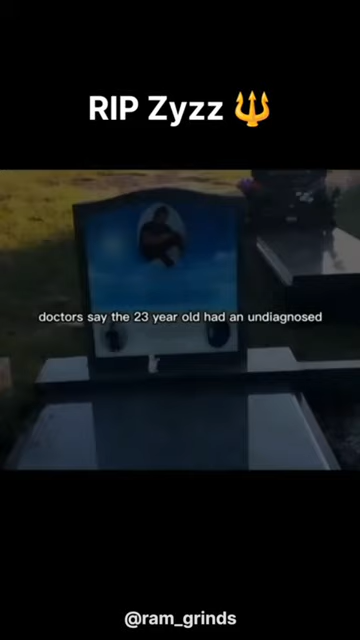 RIP Zyzz 🔱
doctors say the 23 year old had an undiagnosed
@ram_grinds